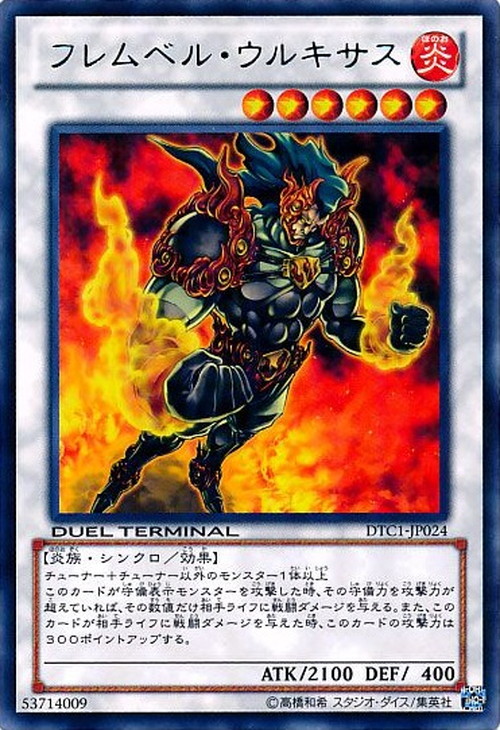 フレムベル・ウルキサス
炎
ほのお
DUEL TERMINAL
DTC1-JP024
【炎族・シンクロ／効果】
チューナー＋チューナー以外のモンスター１体以上
このカードが守備表示モンスターを攻撃した時、その守備力を攻撃力が
超えていれば、その数値だけ相手ライフに戦闘ダメージを与える。また、この
カードが相手ライフに戦闘ダメージを与えた時、このカードの攻撃力は
３００ポイントアップする。
ATK/2100 DEF/ 400
53714009
©高橋和希 スタジオ・ダイス/集英社